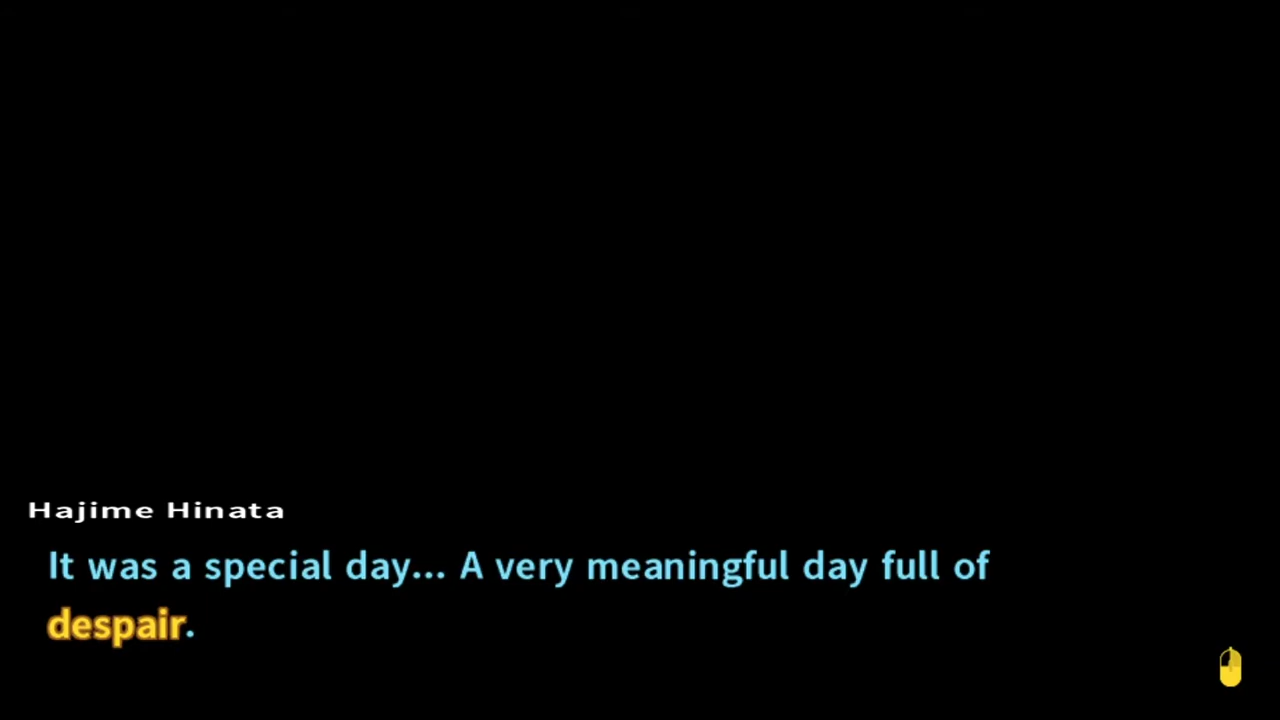 Hajime Hinata
It was a special day... A very meaningful day full of
despair.